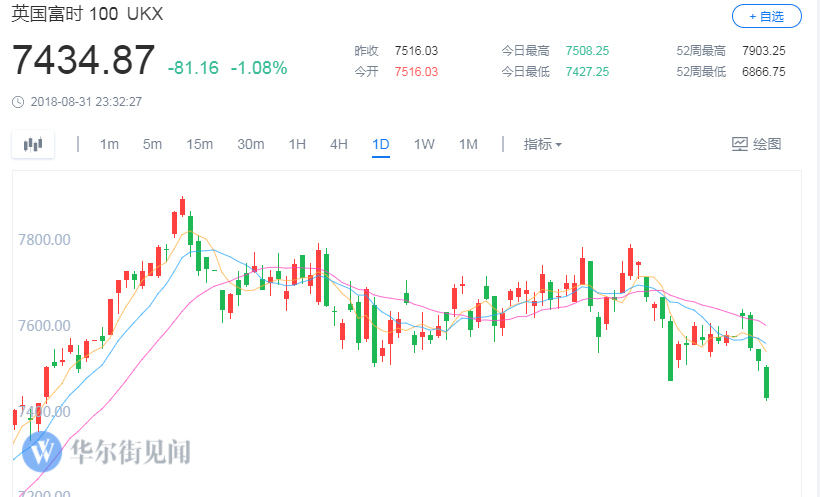 英国富时 100 UKX
+ 自选
7434.87 -81.16 -1.08%
昨收 7516.03 今日最高 7508.25 52周最高 7903.25
今开 7516.03 今日最低 7427.25 52周最低 6866.75
2018-08-31 23:32:27
1m 5m 15m 30m 1H 4H 1D 1W 1M 指标 绘图
7800.00
7600.00
7400.00
W 华尔街见闻
7200.00